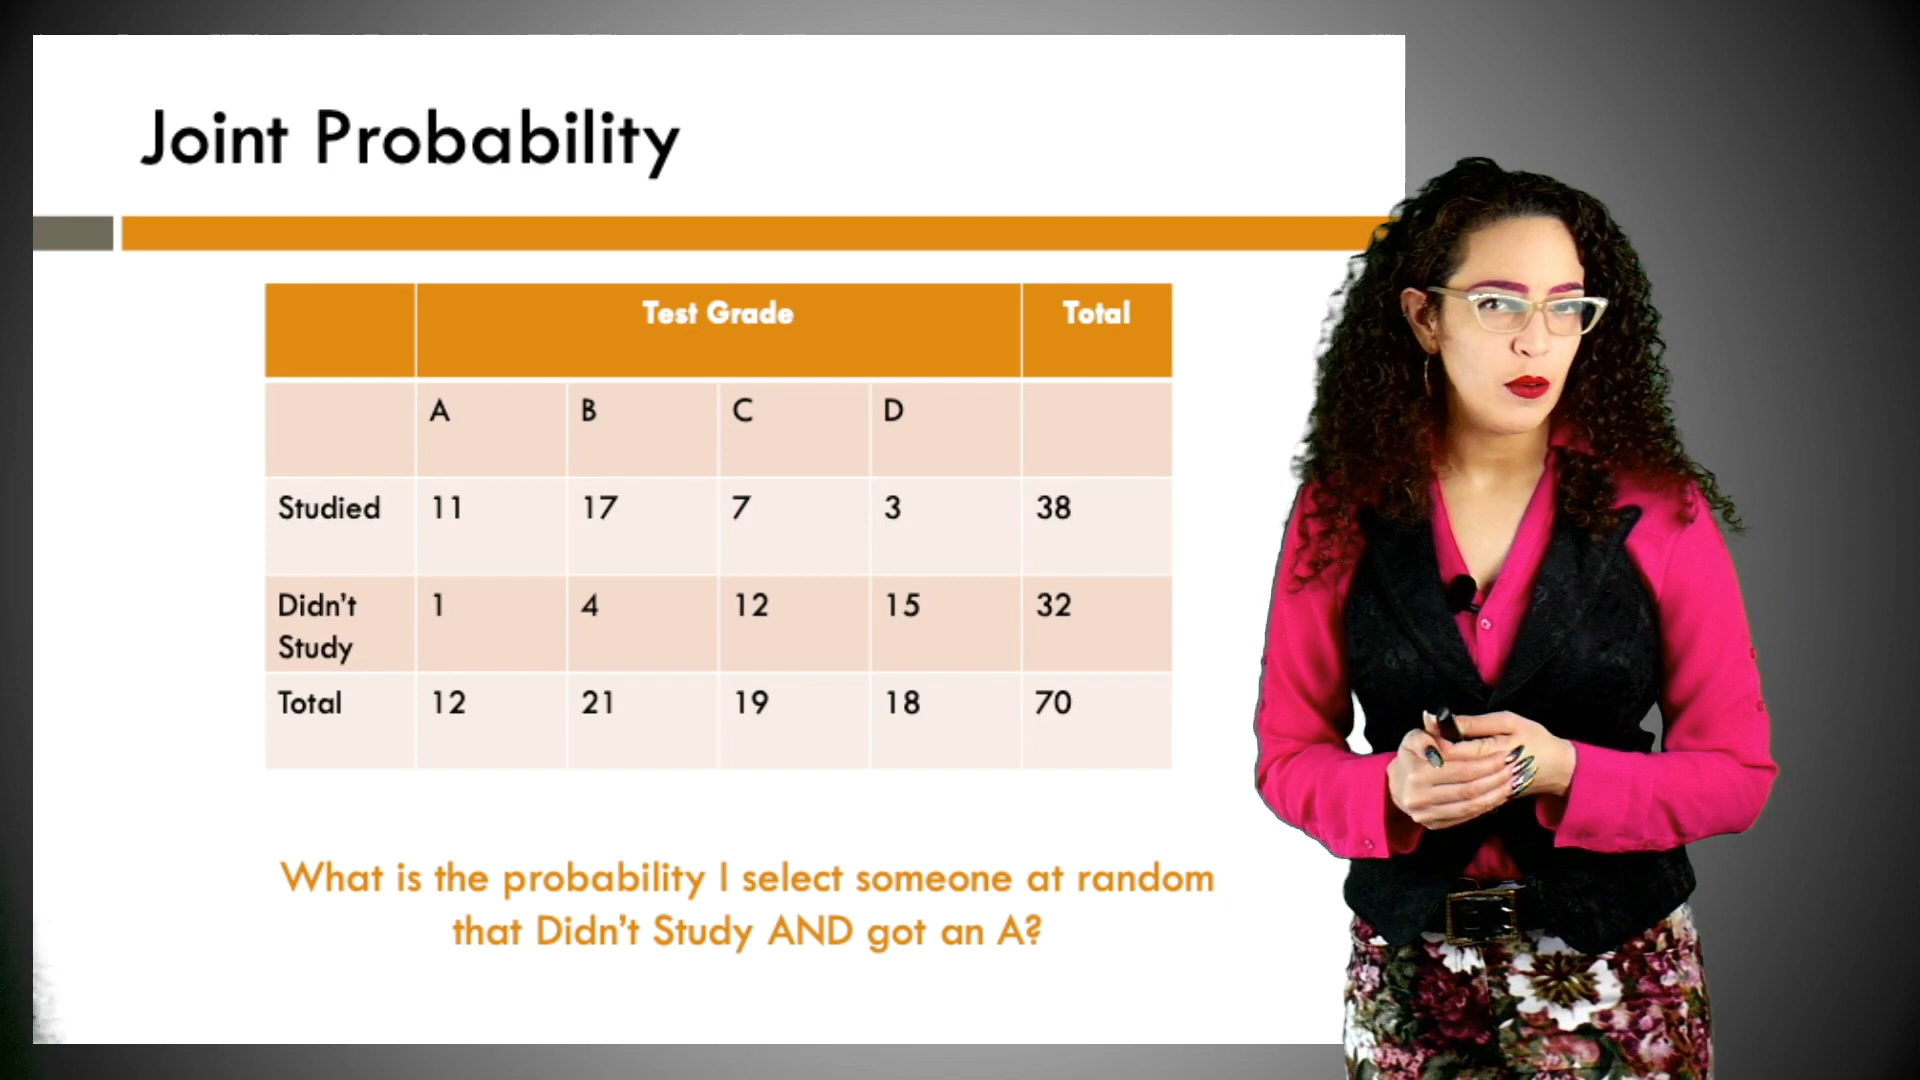 Joint Probability
Test Grade Total
A B C D
Studied 11 17 7 3 38
Didn't
Study 1 4 12 15 32
Total 12 21 19 18 70
What is the probability I select someone at random
that Didn't Study AND got an A?